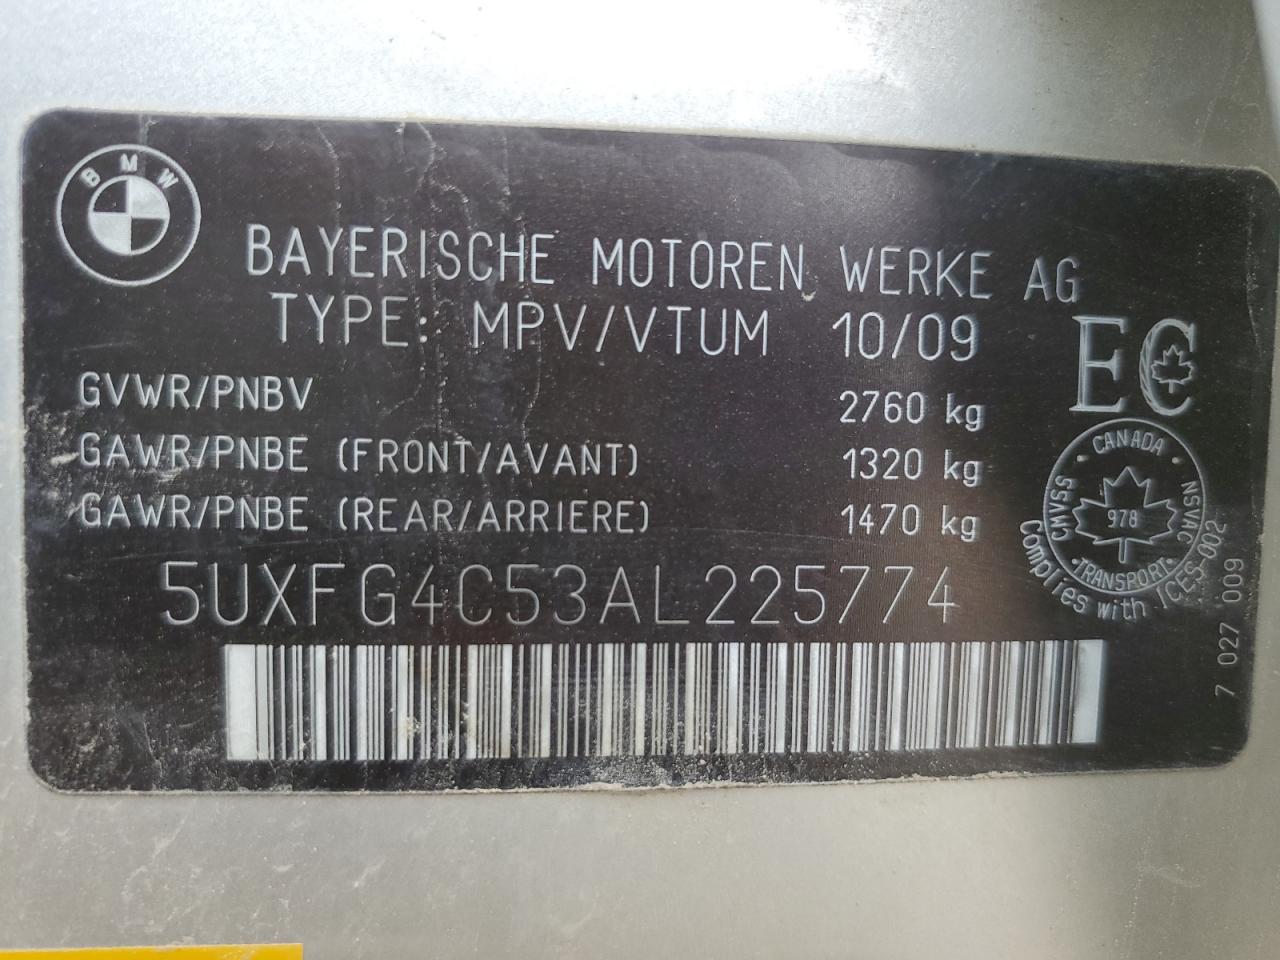 BMW
BAYERISCHE MOTOREN WERKE AG
TYPE: MPV/VTUM 10/09
EC
GVWR/PNBV 2760 kg
GAWR/PNBE (FRONT/AVANT) 1320 kg
GAWR/PNBE (REAR/ARRIERE) 1470 kg
CANADA
CMVSS
978
NSVAC
TRANSPORT
Complies with ICES-002
5UXFG4C53AL225774
7 027 009